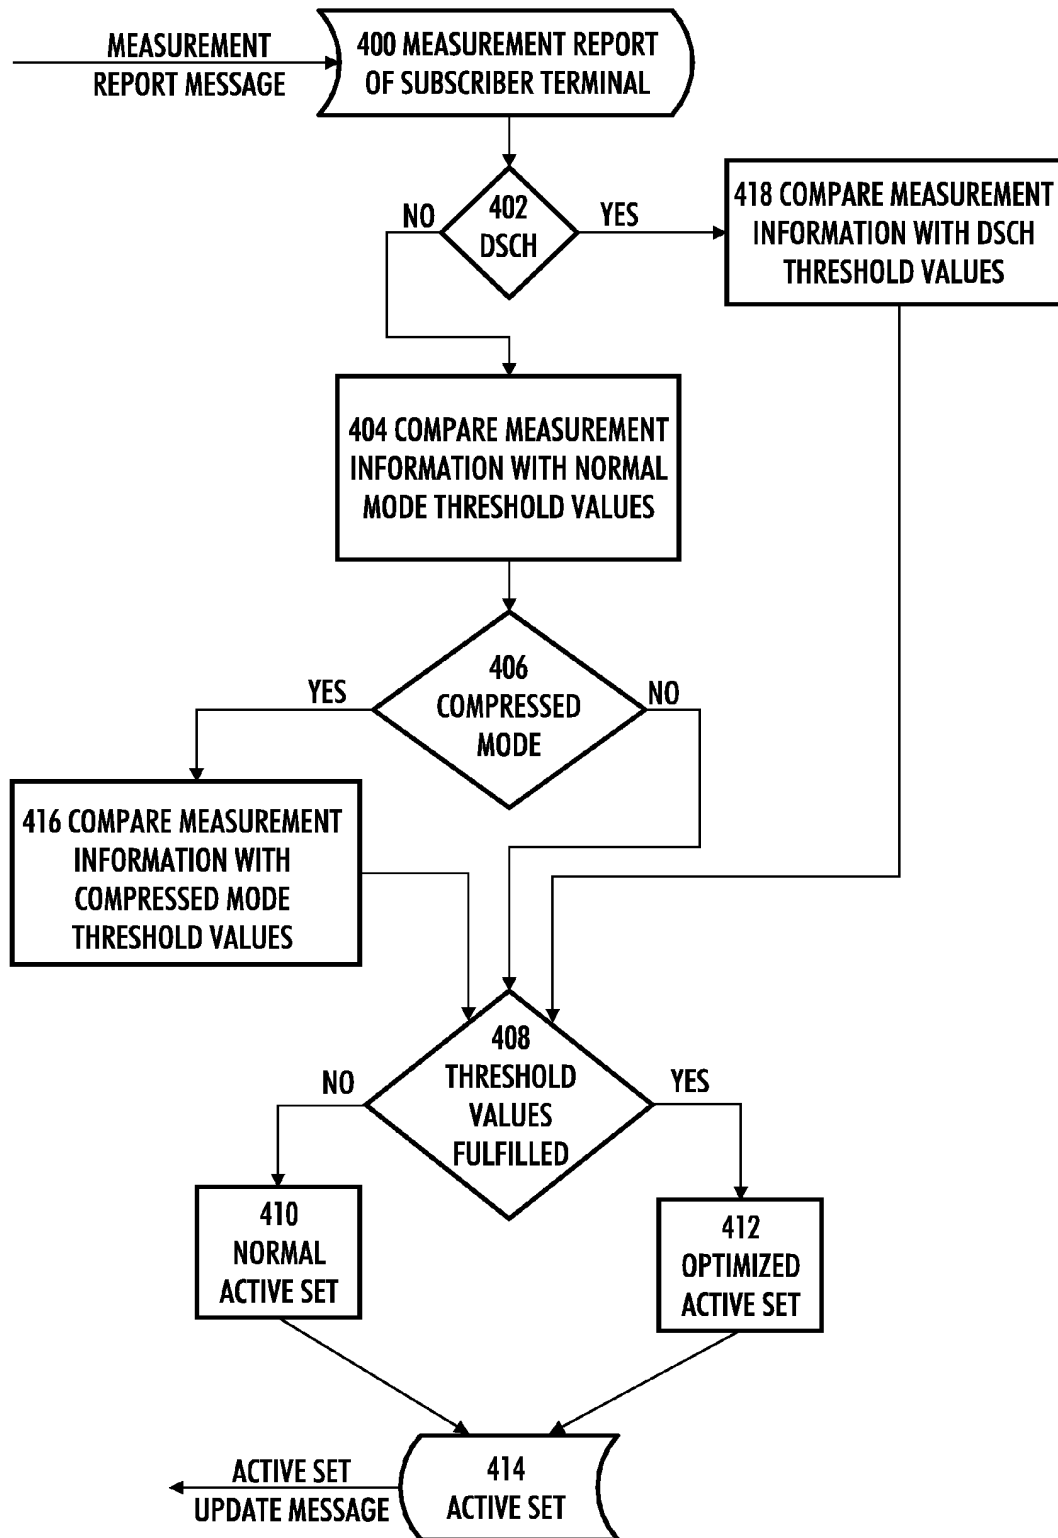 MEASUREMENT
REPORT MESSAGE
400 MEASUREMENT REPORT
OF SUBSCRIBER TERMINAL
402
DSCH
NO
YES
418 COMPARE MEASUREMENT
INFORMATION WITH DSCH
THRESHOLD VALUES
404 COMPARE MEASUREMENT
INFORMATION WITH NORMAL
MODE THRESHOLD VALUES
406
COMPRESSED
MODE
YES
NO
416 COMPARE MEASUREMENT
INFORMATION WITH
COMPRESSED MODE
THRESHOLD VALUES
408
THRESHOLD
VALUES
FULFILLED
NO
YES
410
NORMAL
ACTIVE SET
412
OPTIMIZED
ACTIVE SET
414
ACTIVE SET
ACTIVE SET
UPDATE MESSAGE